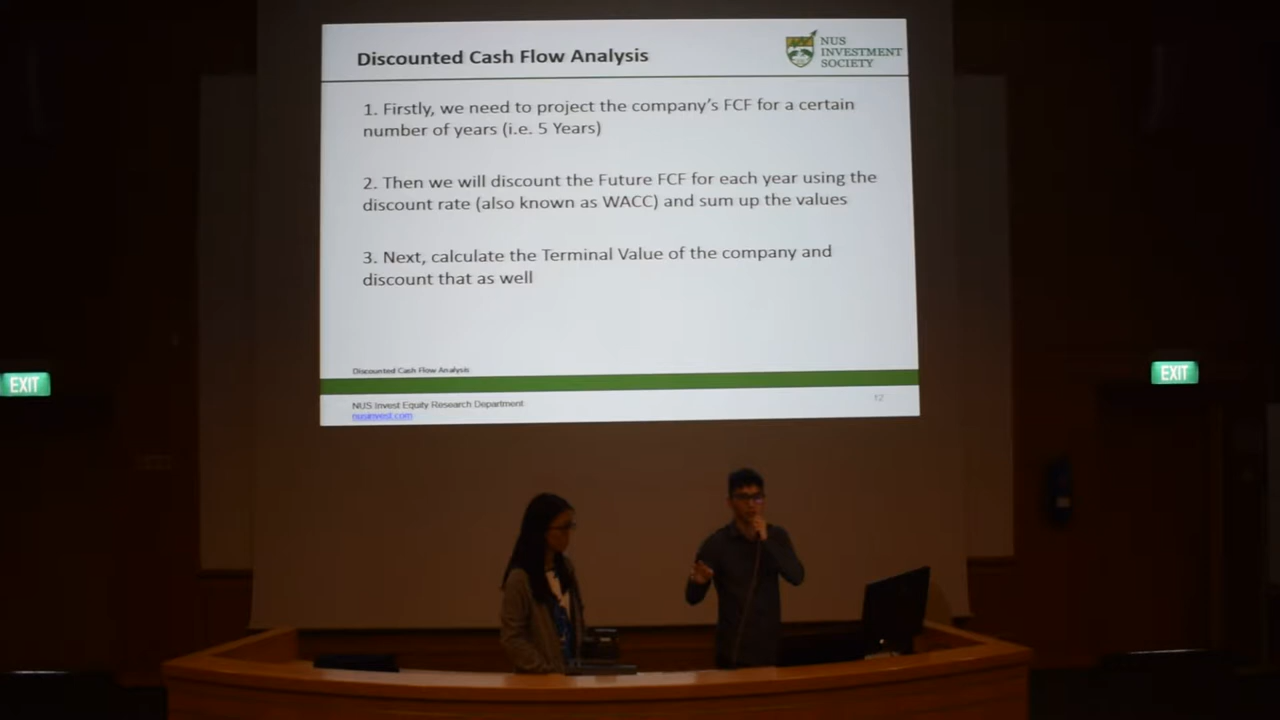 Discounted Cash Flow Analysis
NUS
INVESTMENT
SOCIETY
1. Firstly, we need to project the company's FCF for a certain
number of years (i.e. 5 Years)
2. Then we will discount the Future FCF for each year using the
discount rate (also known as WACC) and sum up the values
3. Next, calculate the Terminal Value of the company and
discount that as well
Discounted Cash Flow Analysis
NUS Invest Equity Research Department
nusinvest.com
12
EXIT
EXIT